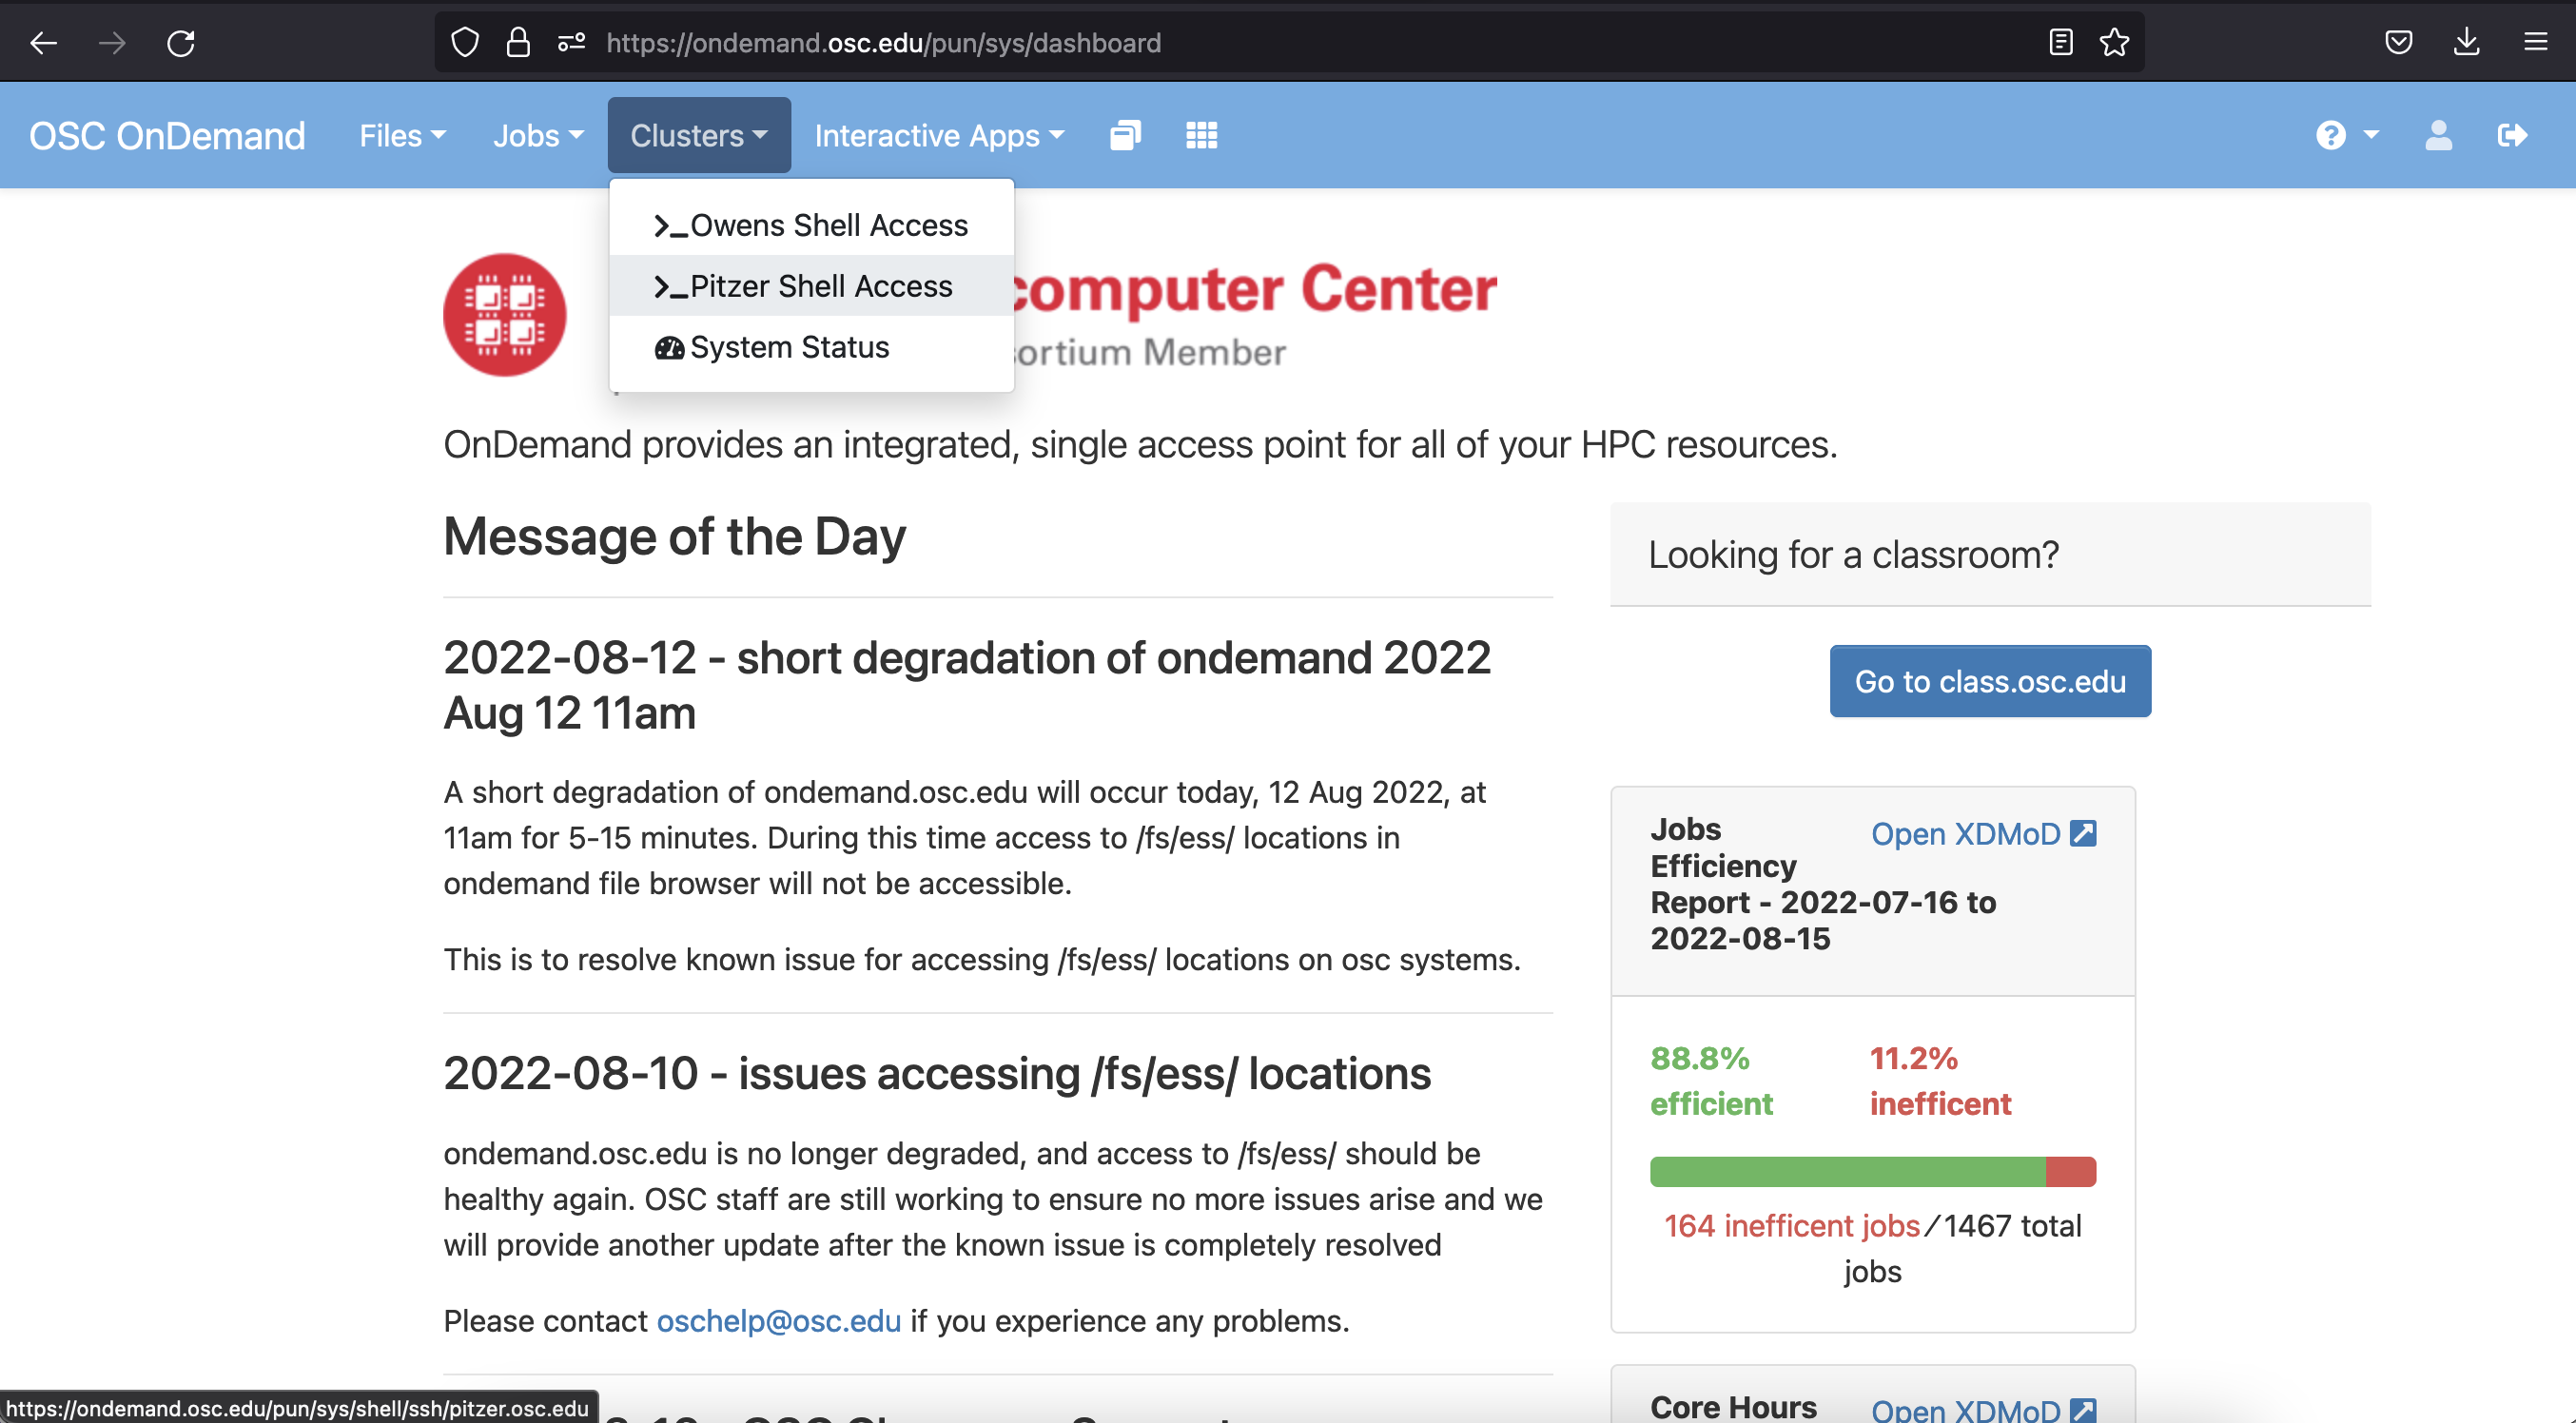 https://ondemand.osc.edu/pun/sys/dashboard
OSC OnDemand Files Jobs Clusters Interactive Apps
>_Owens Shell Access
>_Pitzer Shell Access
System Status
computer Center
sortium Member
OnDemand provides an integrated, single access point for all of your HPC resources.
Message of the Day
2022-08-12 - short degradation of ondemand 2022
Aug 12 11am
A short degradation of ondemand.osc.edu will occur today, 12 Aug 2022, at
11am for 5-15 minutes. During this time access to /fs/ess/ locations in
ondemand file browser will not be accessible.
This is to resolve known issue for accessing /fs/ess/ locations on osc systems.
2022-08-10 - issues accessing /fs/ess/ locations
ondemand.osc.edu is no longer degraded, and access to /fs/ess/ should be
healthy again. OSC staff are still working to ensure no more issues arise and we
will provide another update after the known issue is completely resolved
Please contact oschelp@osc.edu if you experience any problems.
Looking for a classroom?
Go to class.osc.edu
Jobs
Efficiency
Report - 2022-07-16 to
2022-08-15
Open XDMoD
88.8%
efficient
11.2%
inefficent
164 inefficent jobs/1467 total
jobs
Core Hours
Open XDMoD
https://ondemand.osc.edu/pun/sys/shell/ssh/pitzer.osc.edu